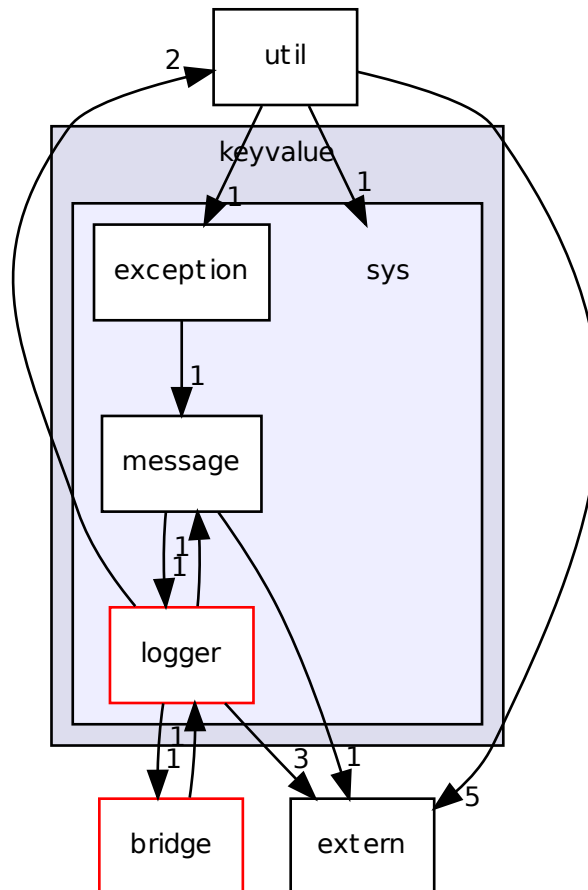 util
2
keyvalue
1
1
exception
sys
1
message
1
1
logger
1
1
3
1
5
bridge
extern